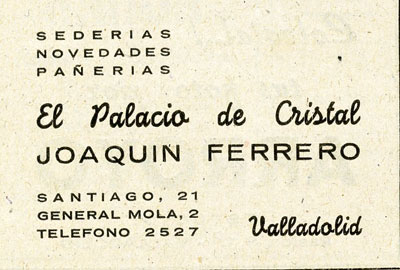 SEDERIAS
NOVEDADES
PAÑERIAS
El Palacio de Cristal
JOAQUIN FERRERO
SANTIAGO, 21
GENERAL MOLA, 2
TELEFONO 2527
Valladolid